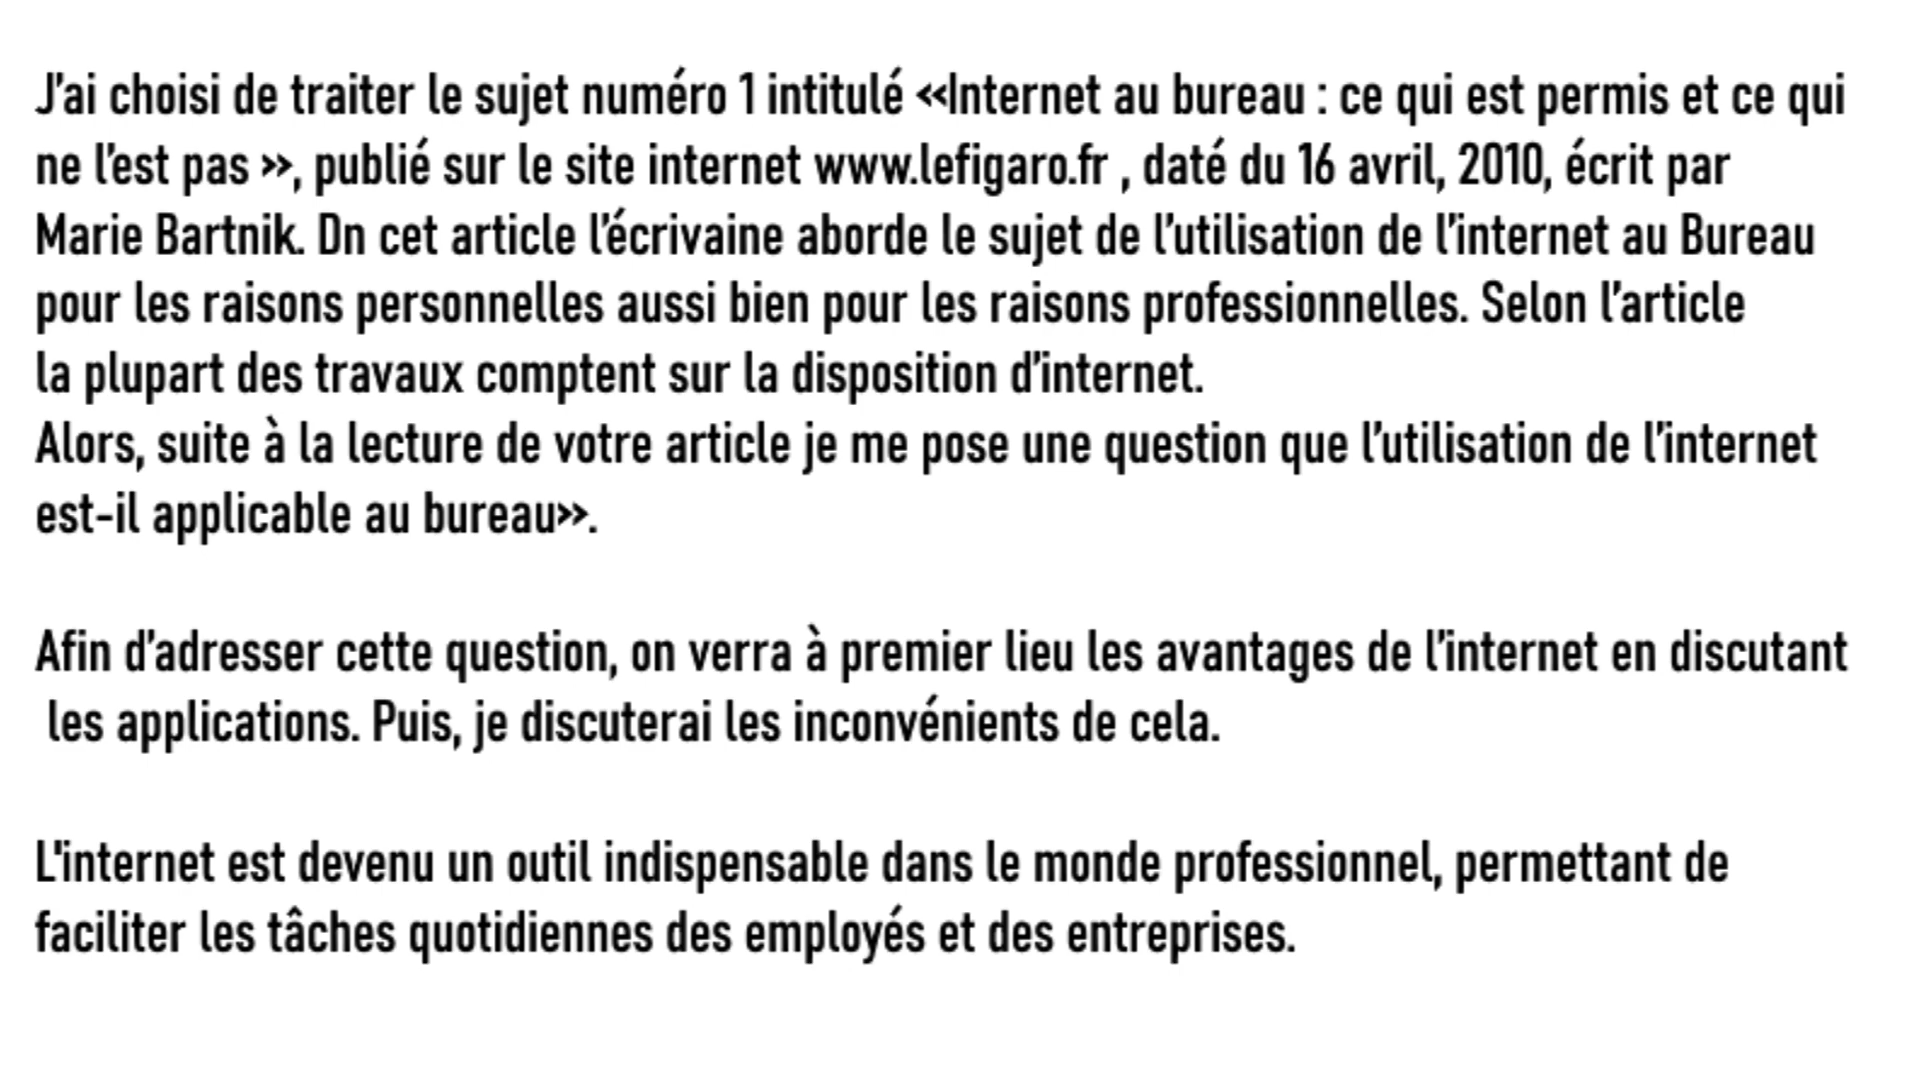 J'ai choisi de traiter le sujet numéro 1 intitulé «Internet au bureau : ce qui est permis et ce qui
ne l'est pas », publié sur le site internet www.lefigaro.fr , daté du 16 avril, 2010, écrit par
Marie Bartnik. Dn cet article l'écrivaine aborde le sujet de l'utilisation de l'internet au Bureau
pour les raisons personnelles aussi bien pour les raisons professionnelles. Selon l'article
la plupart des travaux comptent sur la disposition d'internet.
Alors, suite à la lecture de votre article je me pose une question que l'utilisation de l'internet
est-il applicable au bureau».
Afin d'adresser cette question, on verra à premier lieu les avantages de l'internet en discutant
les applications. Puis, je discuterai les inconvénients de cela.
L'internet est devenu un outil indispensable dans le monde professionnel, permettant de
faciliter les tâches quotidiennes des employés et des entreprises.